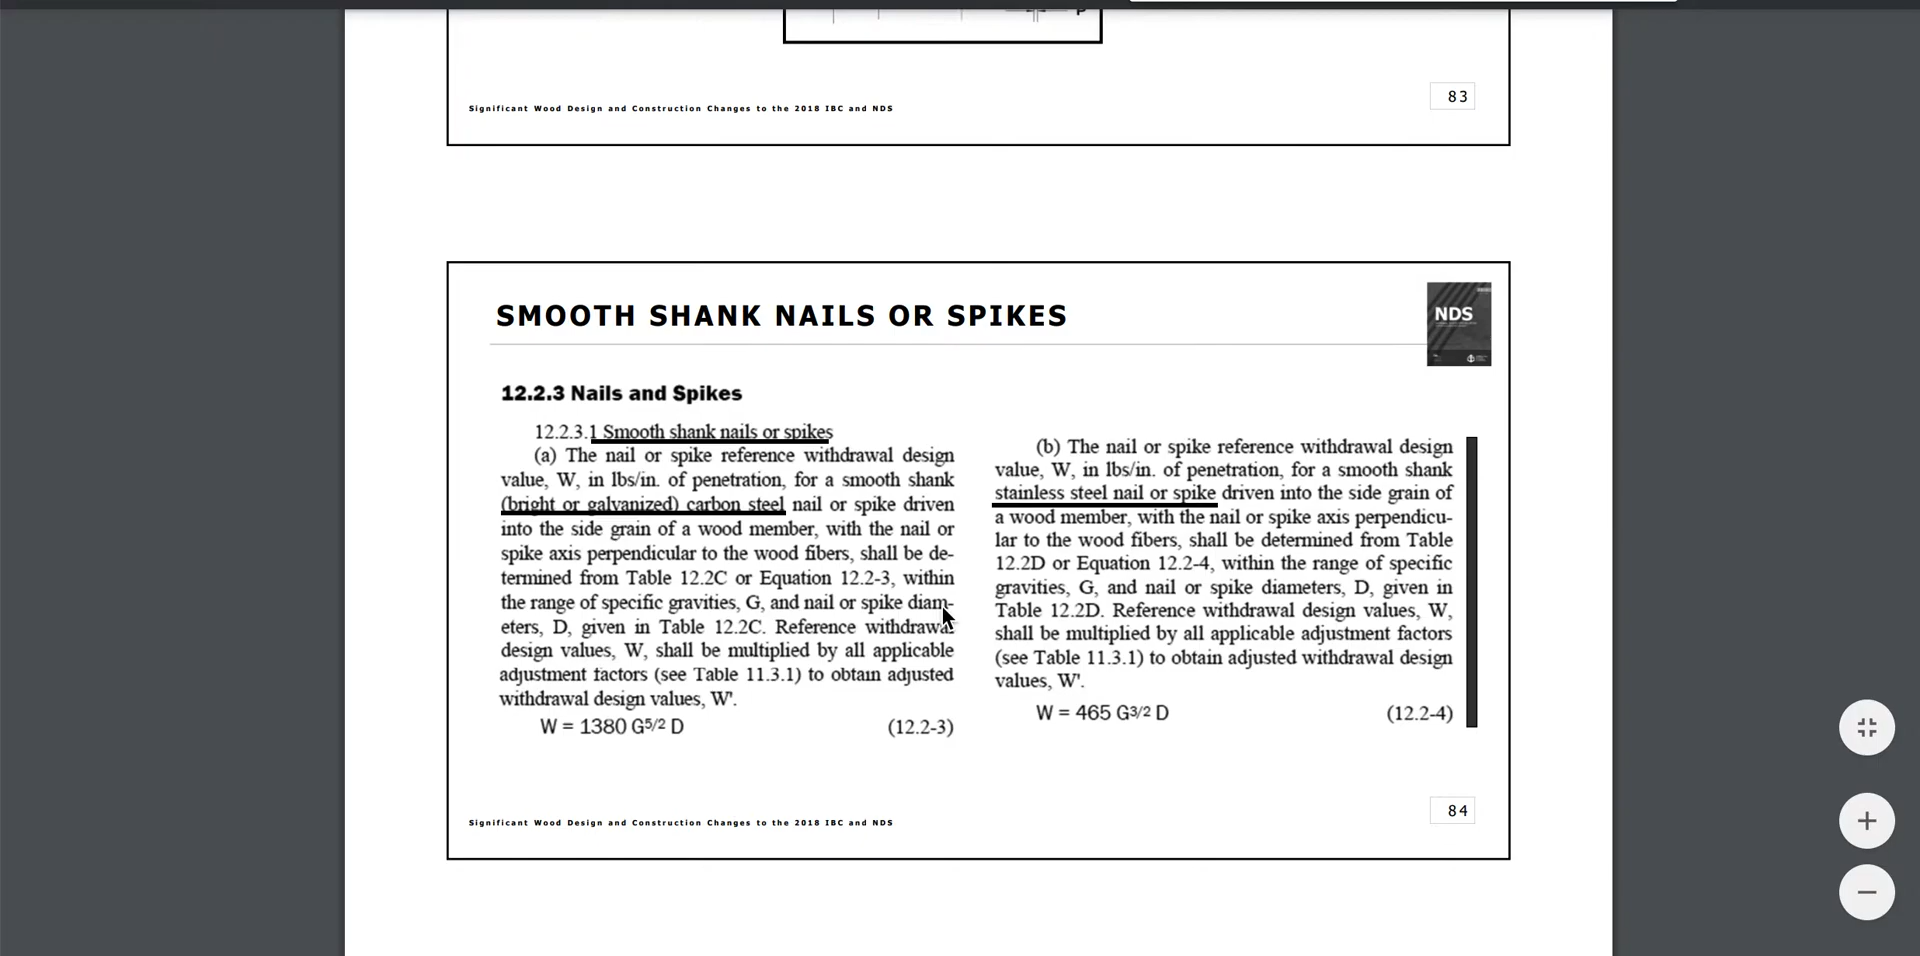 P
Significant Wood Design and Construction Changes to the 2018 IBC and NDS
83
SMOOTH SHANK NAILS OR SPIKES
NDS
12.2.3 Nails and Spikes
12.2.3.1 Smooth shank nails or spikes
(a) The nail or spike reference withdrawal design
value, W, in lbs/in. of penetration, for a smooth shank
(bright or galvanized) carbon steel nail or spike driven
into the side grain of a wood member, with the nail or
spike axis perpendicular to the wood fibers, shall be de-
termined from Table 12.2C or Equation 12.2-3, within
the range of specific gravities, G, and nail or spike diam-
eters, D, given in Table 12.2C. Reference withdrawal
design values, W, shall be multiplied by all applicable
adjustment factors (see Table 11.3.1) to obtain adjusted
withdrawal design values, W'.
W = 1380 G5/2 D (12.2-3)
(b) The nail or spike reference withdrawal design
value, W, in lbs/in. of penetration, for a smooth shank
stainless steel nail or spike driven into the side grain of
a wood member, with the nail or spike axis perpendicu-
lar to the wood fibers, shall be determined from Table
12.2D or Equation 12.2-4, within the range of specific
gravities, G, and nail or spike diameters, D, given in
Table 12.2D. Reference withdrawal design values, W,
shall be multiplied by all applicable adjustment factors
(see Table 11.3.1) to obtain adjusted withdrawal design
values, W'.
W = 465 G3/2 D (12.2-4)
Significant Wood Design and Construction Changes to the 2018 IBC and NDS
84